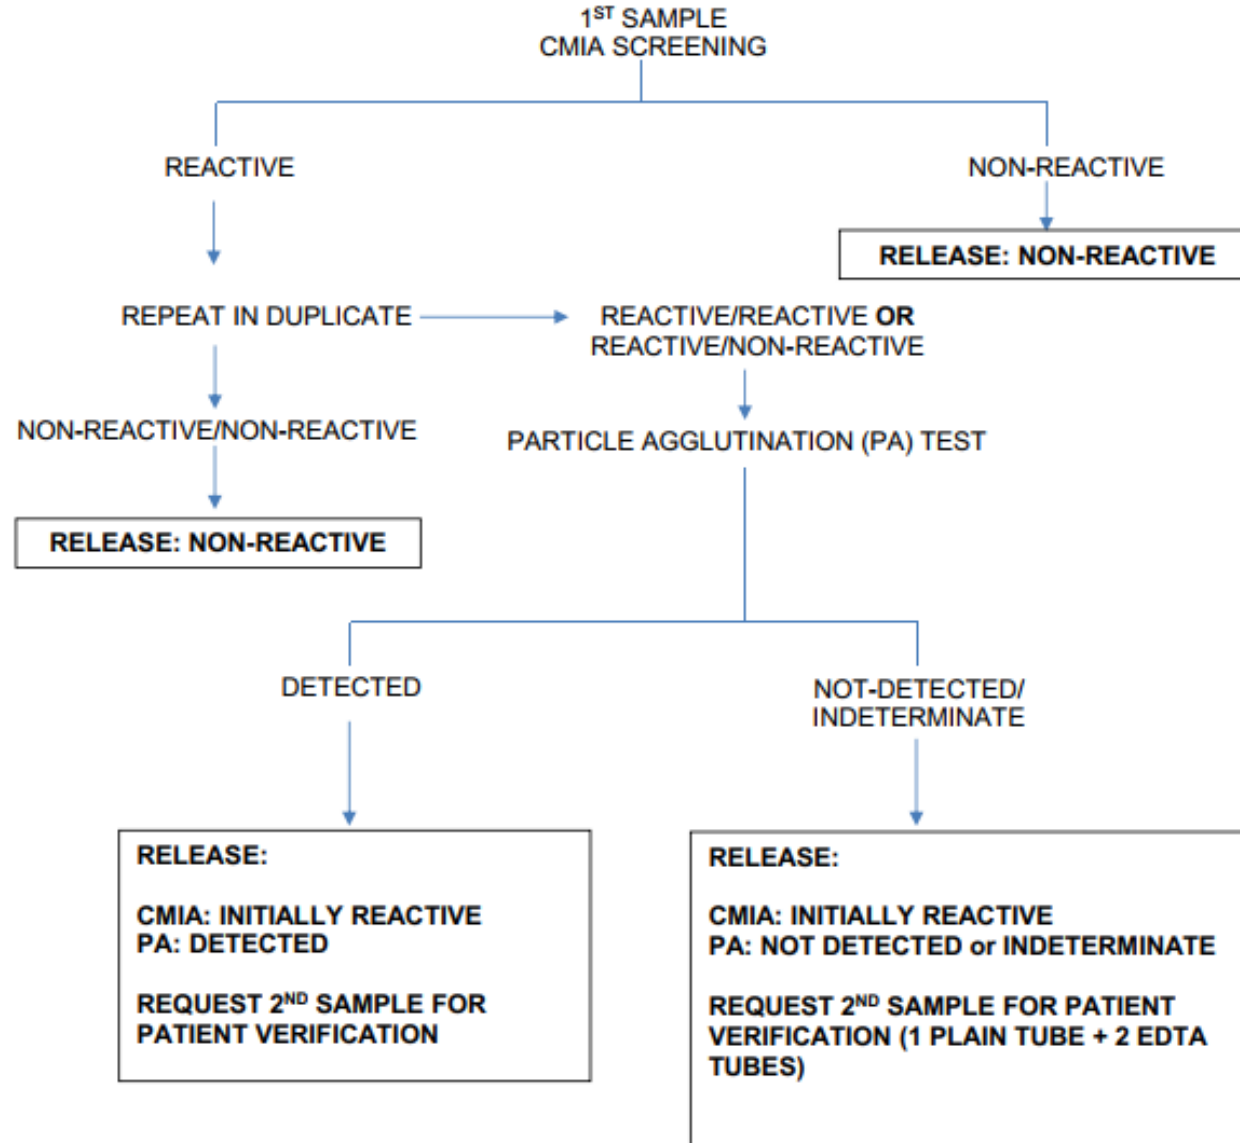 1ST SAMPLE
CMIA SCREENING
REACTIVE
NON-REACTIVE
RELEASE: NON-REACTIVE
REPEAT IN DUPLICATE
REACTIVE/REACTIVE OR
REACTIVE/NON-REACTIVE
NON-REACTIVE/NON-REACTIVE
PARTICLE AGGLUTINATION (PA) TEST
RELEASE: NON-REACTIVE
DETECTED
NOT-DETECTED/
INDETERMINATE
RELEASE:
CMIA: INITIALLY REACTIVE
PA: DETECTED
REQUEST 2ND SAMPLE FOR
PATIENT VERIFICATION
RELEASE:
CMIA: INITIALLY REACTIVE
PA: NOT DETECTED or INDETERMINATE
REQUEST 2ND SAMPLE FOR PATIENT
VERIFICATION (1 PLAIN TUBE + 2 EDTA
TUBES)